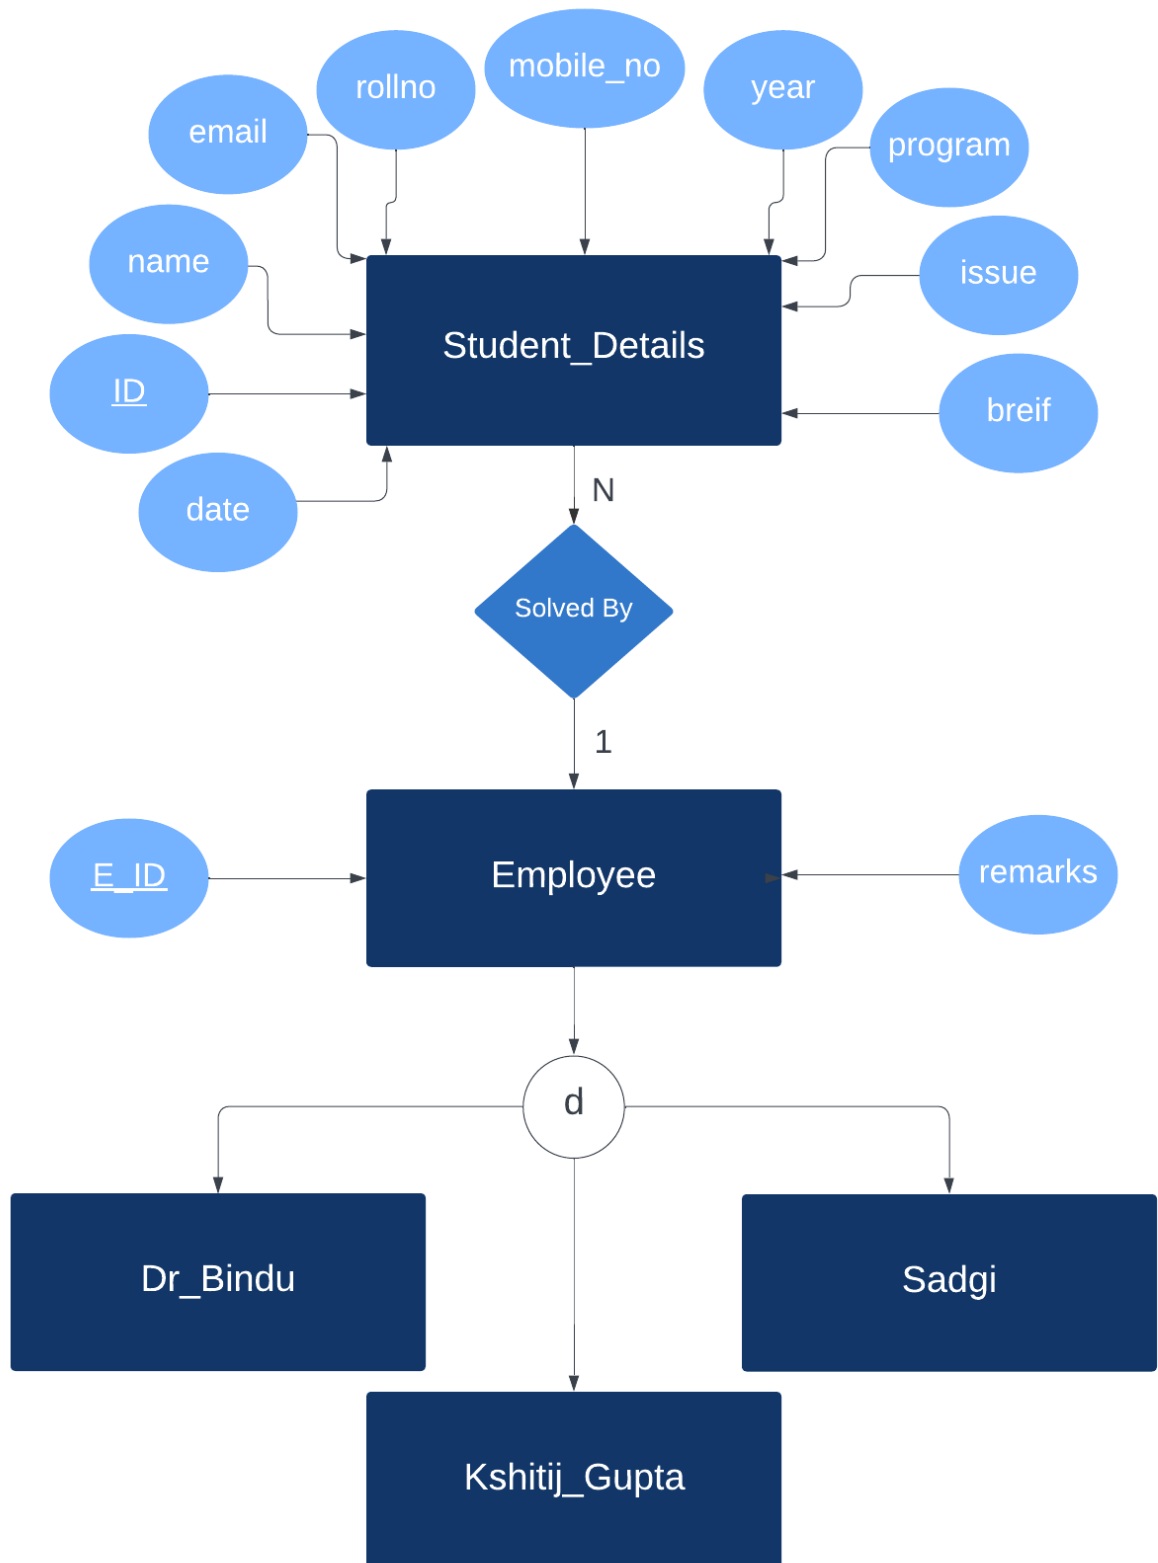 mobile_no
rollno
year
email
program
name
issue
Student_Details
ID
breif
date
N
Solved By
1
E_ID
Employee
remarks
d
Dr_Bindu
Sadgi
Kshitij_Gupta